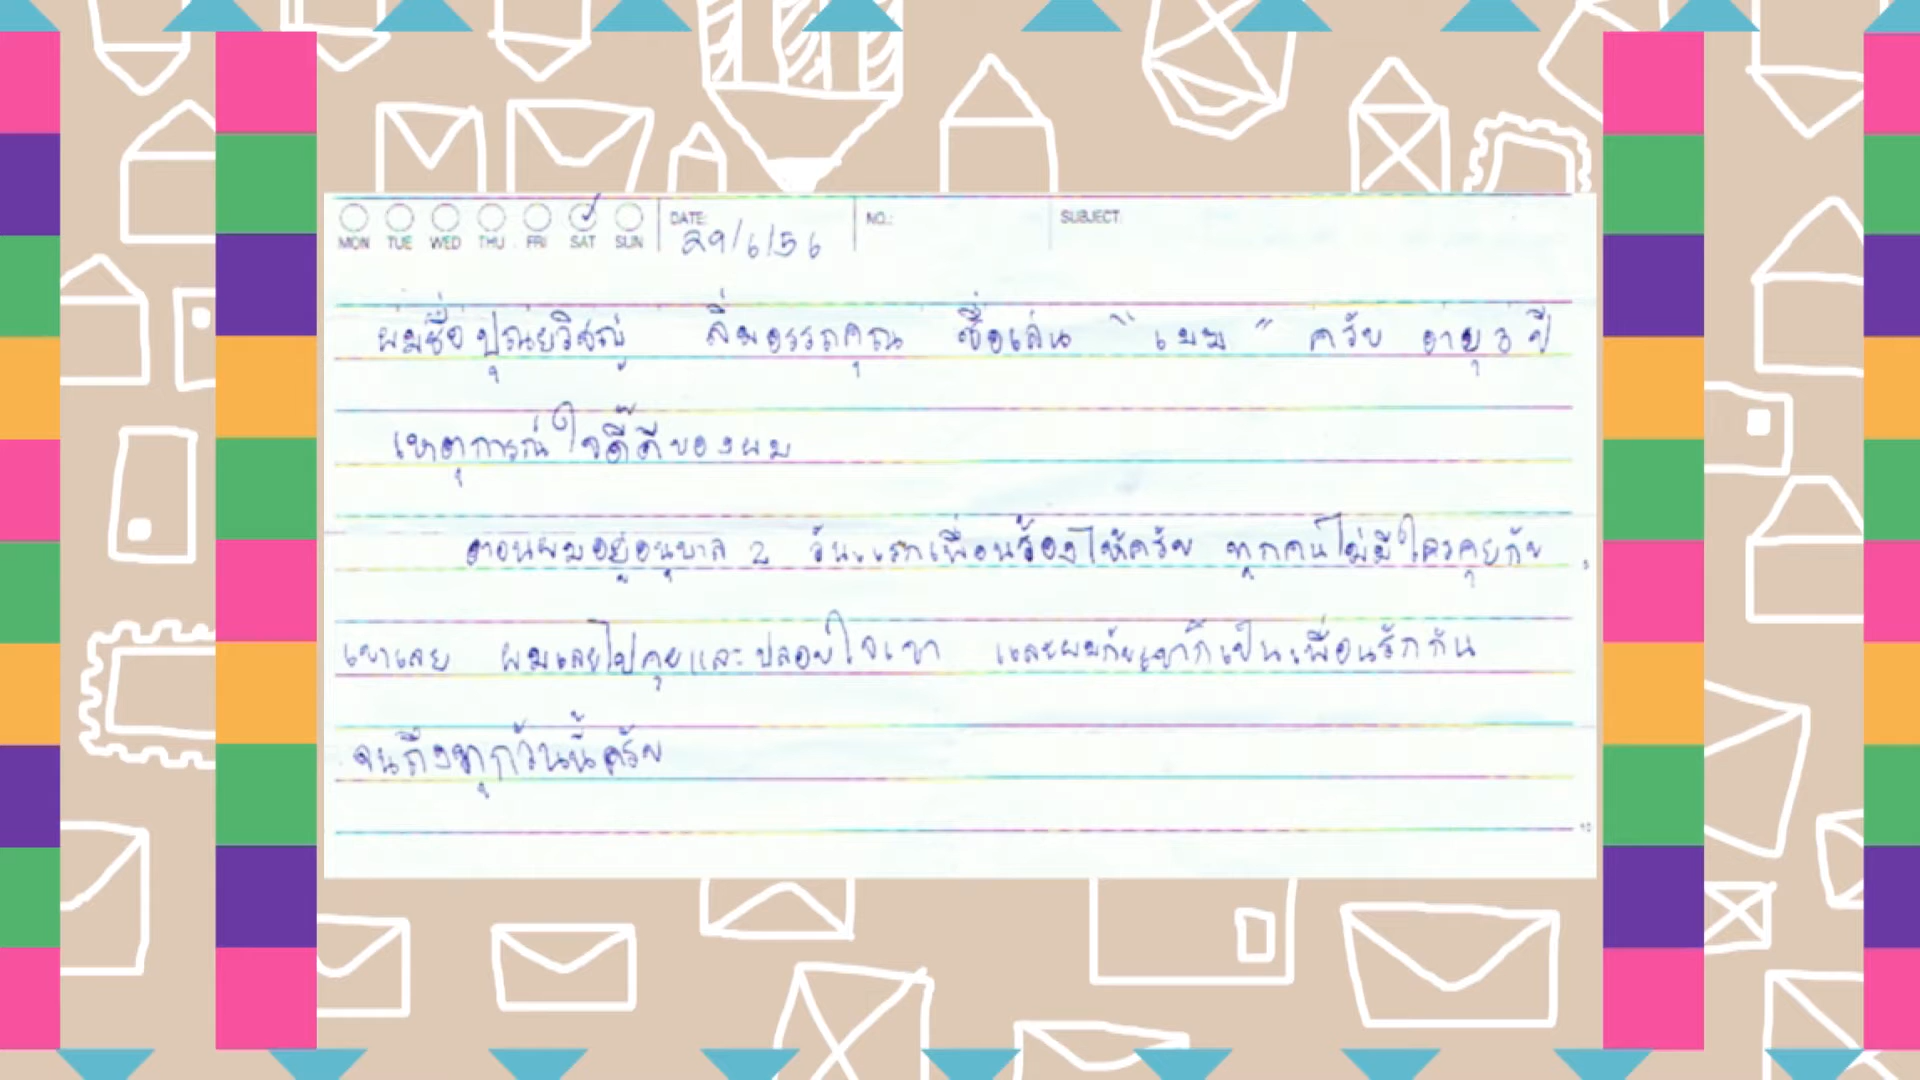 MON TUE WED THU FRI SAT SUN DATE: 29/6/56 NO.: SUBJECT:
ผมชื่อ ปุณยวิชญ์ ลิ่มอรรถคุณ ชื่อเล่น "เมม" ครับ อายุ 8 ปี
เหตุการณ์ใจดีดีของผม
ตอนผมอยู่อนุบาล 2 วันแรกเพื่อนร้องไห้ครับ ทุกคนไม่มีใครคุยกับ 5
เขาเลย ผมเลยไปคุยและปลอบใจเขา และผมกับเขาก็เป็นเพื่อนรักกัน
จนถึงทุกวันนี้ครับ
10